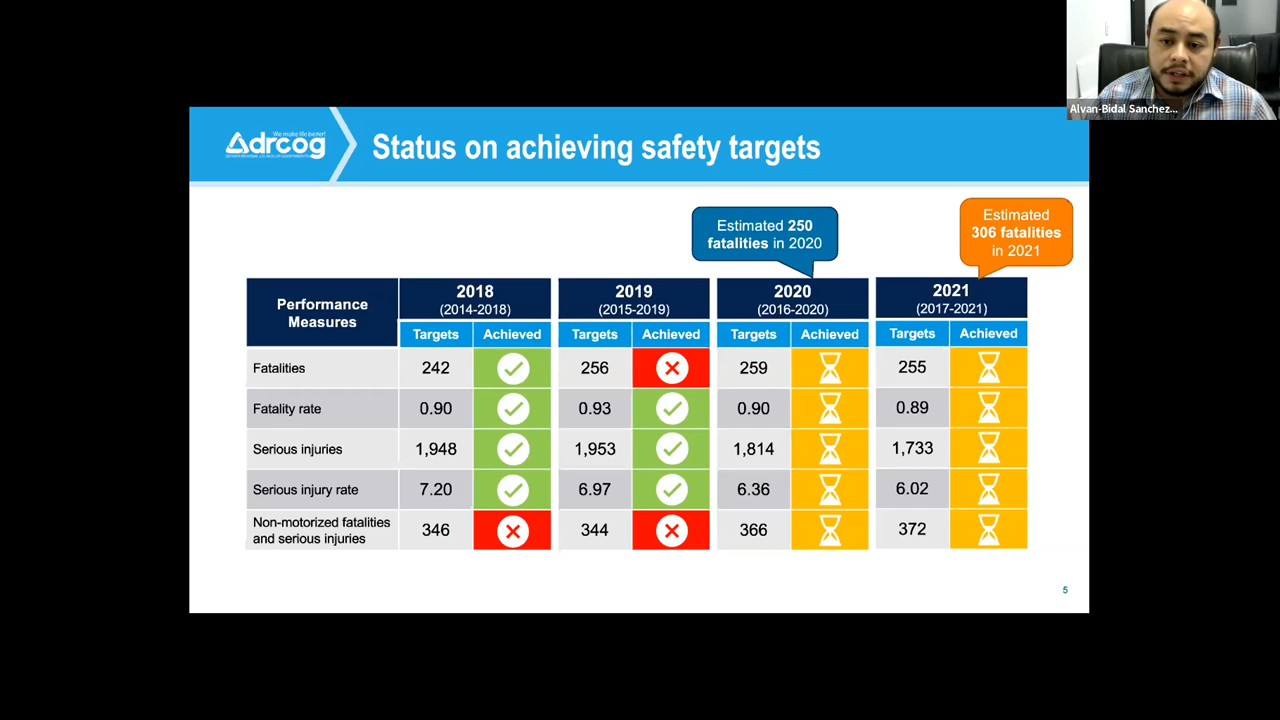 Alvan-Bidal Sanchez...
We make life better!
drcog
Status on achieving safety targets
Estimated 250
fatalities in 2020
Estimated
306 fatalities
in 2021
Performance
Measures
2018
(2014-2018)
2019
(2015-2019)
2020
(2016-2020)
2021
(2017-2021)
Targets Achieved Targets Achieved Targets Achieved Targets Achieved
Fatalities 242 256 259 255
Fatality rate 0.90 0.93 0.90 0.89
Serious injuries 1,948 1,953 1,814 1,733
Serious injury rate 7.20 6.97 6.36 6.02
Non-motorized fatalities
and serious injuries 346 344 366 372
5